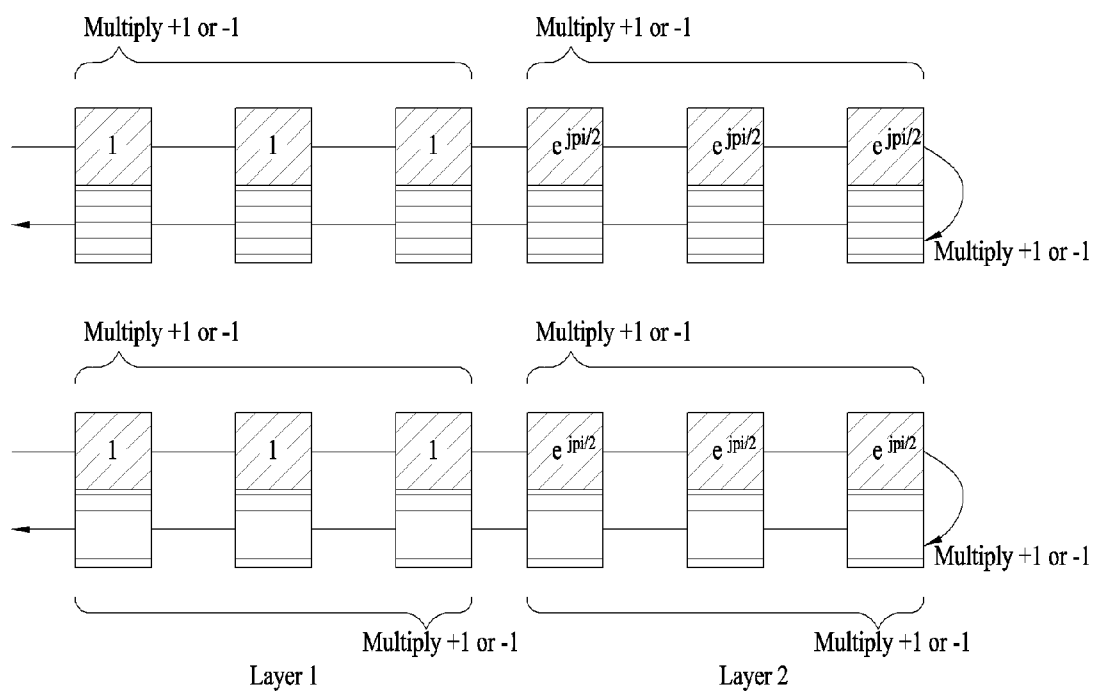 Multiply +1 or -1 Multiply +1 or -1
1 1 1 e jpi/2 e jpi/2 e jpi/2
Multiply +1 or -1
Multiply +1 or -1 Multiply +1 or -1
1 1 1 e jpi/2 e jpi/2 e jpi/2
Multiply +1 or -1
Multiply +1 or -1 Multiply +1 or -1
Layer 1 Layer 2